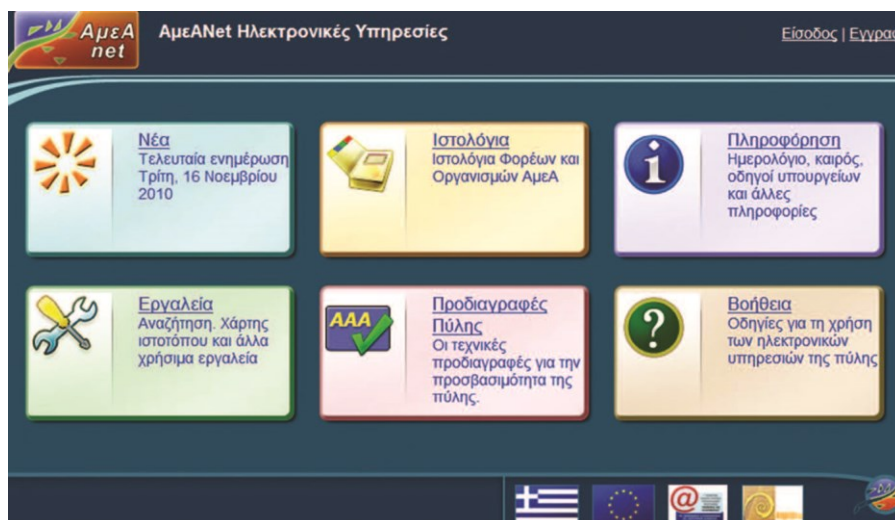 ΑμεΑ
net
ΑμεΑNet Ηλεκτρονικές Υπηρεσίες
Είσοδος | Εγγραφ
Νέα
Τελευταία ενημέρωση
Τρίτη, 16 Νοεμβρίου
2010
Ιστολόγια
Ιστολόγια Φορέων και
Οργανισμών ΑμεΑ
Πληροφόρηση
Ημερολόγιο, καιρός,
οδηγοί υπουργείων
και άλλες
πληροφορίες
Εργαλεία
Αναζήτηση. Χάρτης
ιστοτόπου και άλλα
χρήσιμα εργαλεία
AAA
Προδιαγραφές
Πύλης
Οι τεχνικές
προδιαγραφές για την
προσβασιμότητα της
πύλης.
Βοήθεια
Οδηγίες για τη χρήση
των ηλεκτρονικών
υπηρεσιών της πύλης